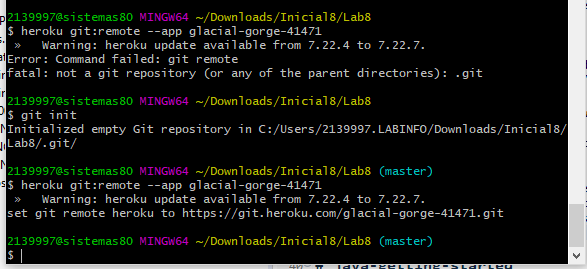 2139997@sistemas80 MINGW64 ~/Downloads/Inicial8/Lab8
$ heroku git:remote --app glacial-gorge-41471
»   Warning: heroku update available from 7.22.4 to 7.22.7.
Error: Command failed: git remote
fatal: not a git repository (or any of the parent directories): .git
2139997@sistemas80 MINGW64 ~/Downloads/Inicial8/Lab8
$ git init
Initialized empty Git repository in C:/Users/2139997.LABINFO/Downloads/Inicial8/
Lab8/.git/
2139997@sistemas80 MINGW64 ~/Downloads/Inicial8/Lab8 (master)
$ heroku git:remote --app glacial-gorge-41471
»   Warning: heroku update available from 7.22.4 to 7.22.7.
set git remote heroku to https://git.heroku.com/glacial-gorge-41471.git
2139997@sistemas80 MINGW64 ~/Downloads/Inicial8/Lab8 (master)
$